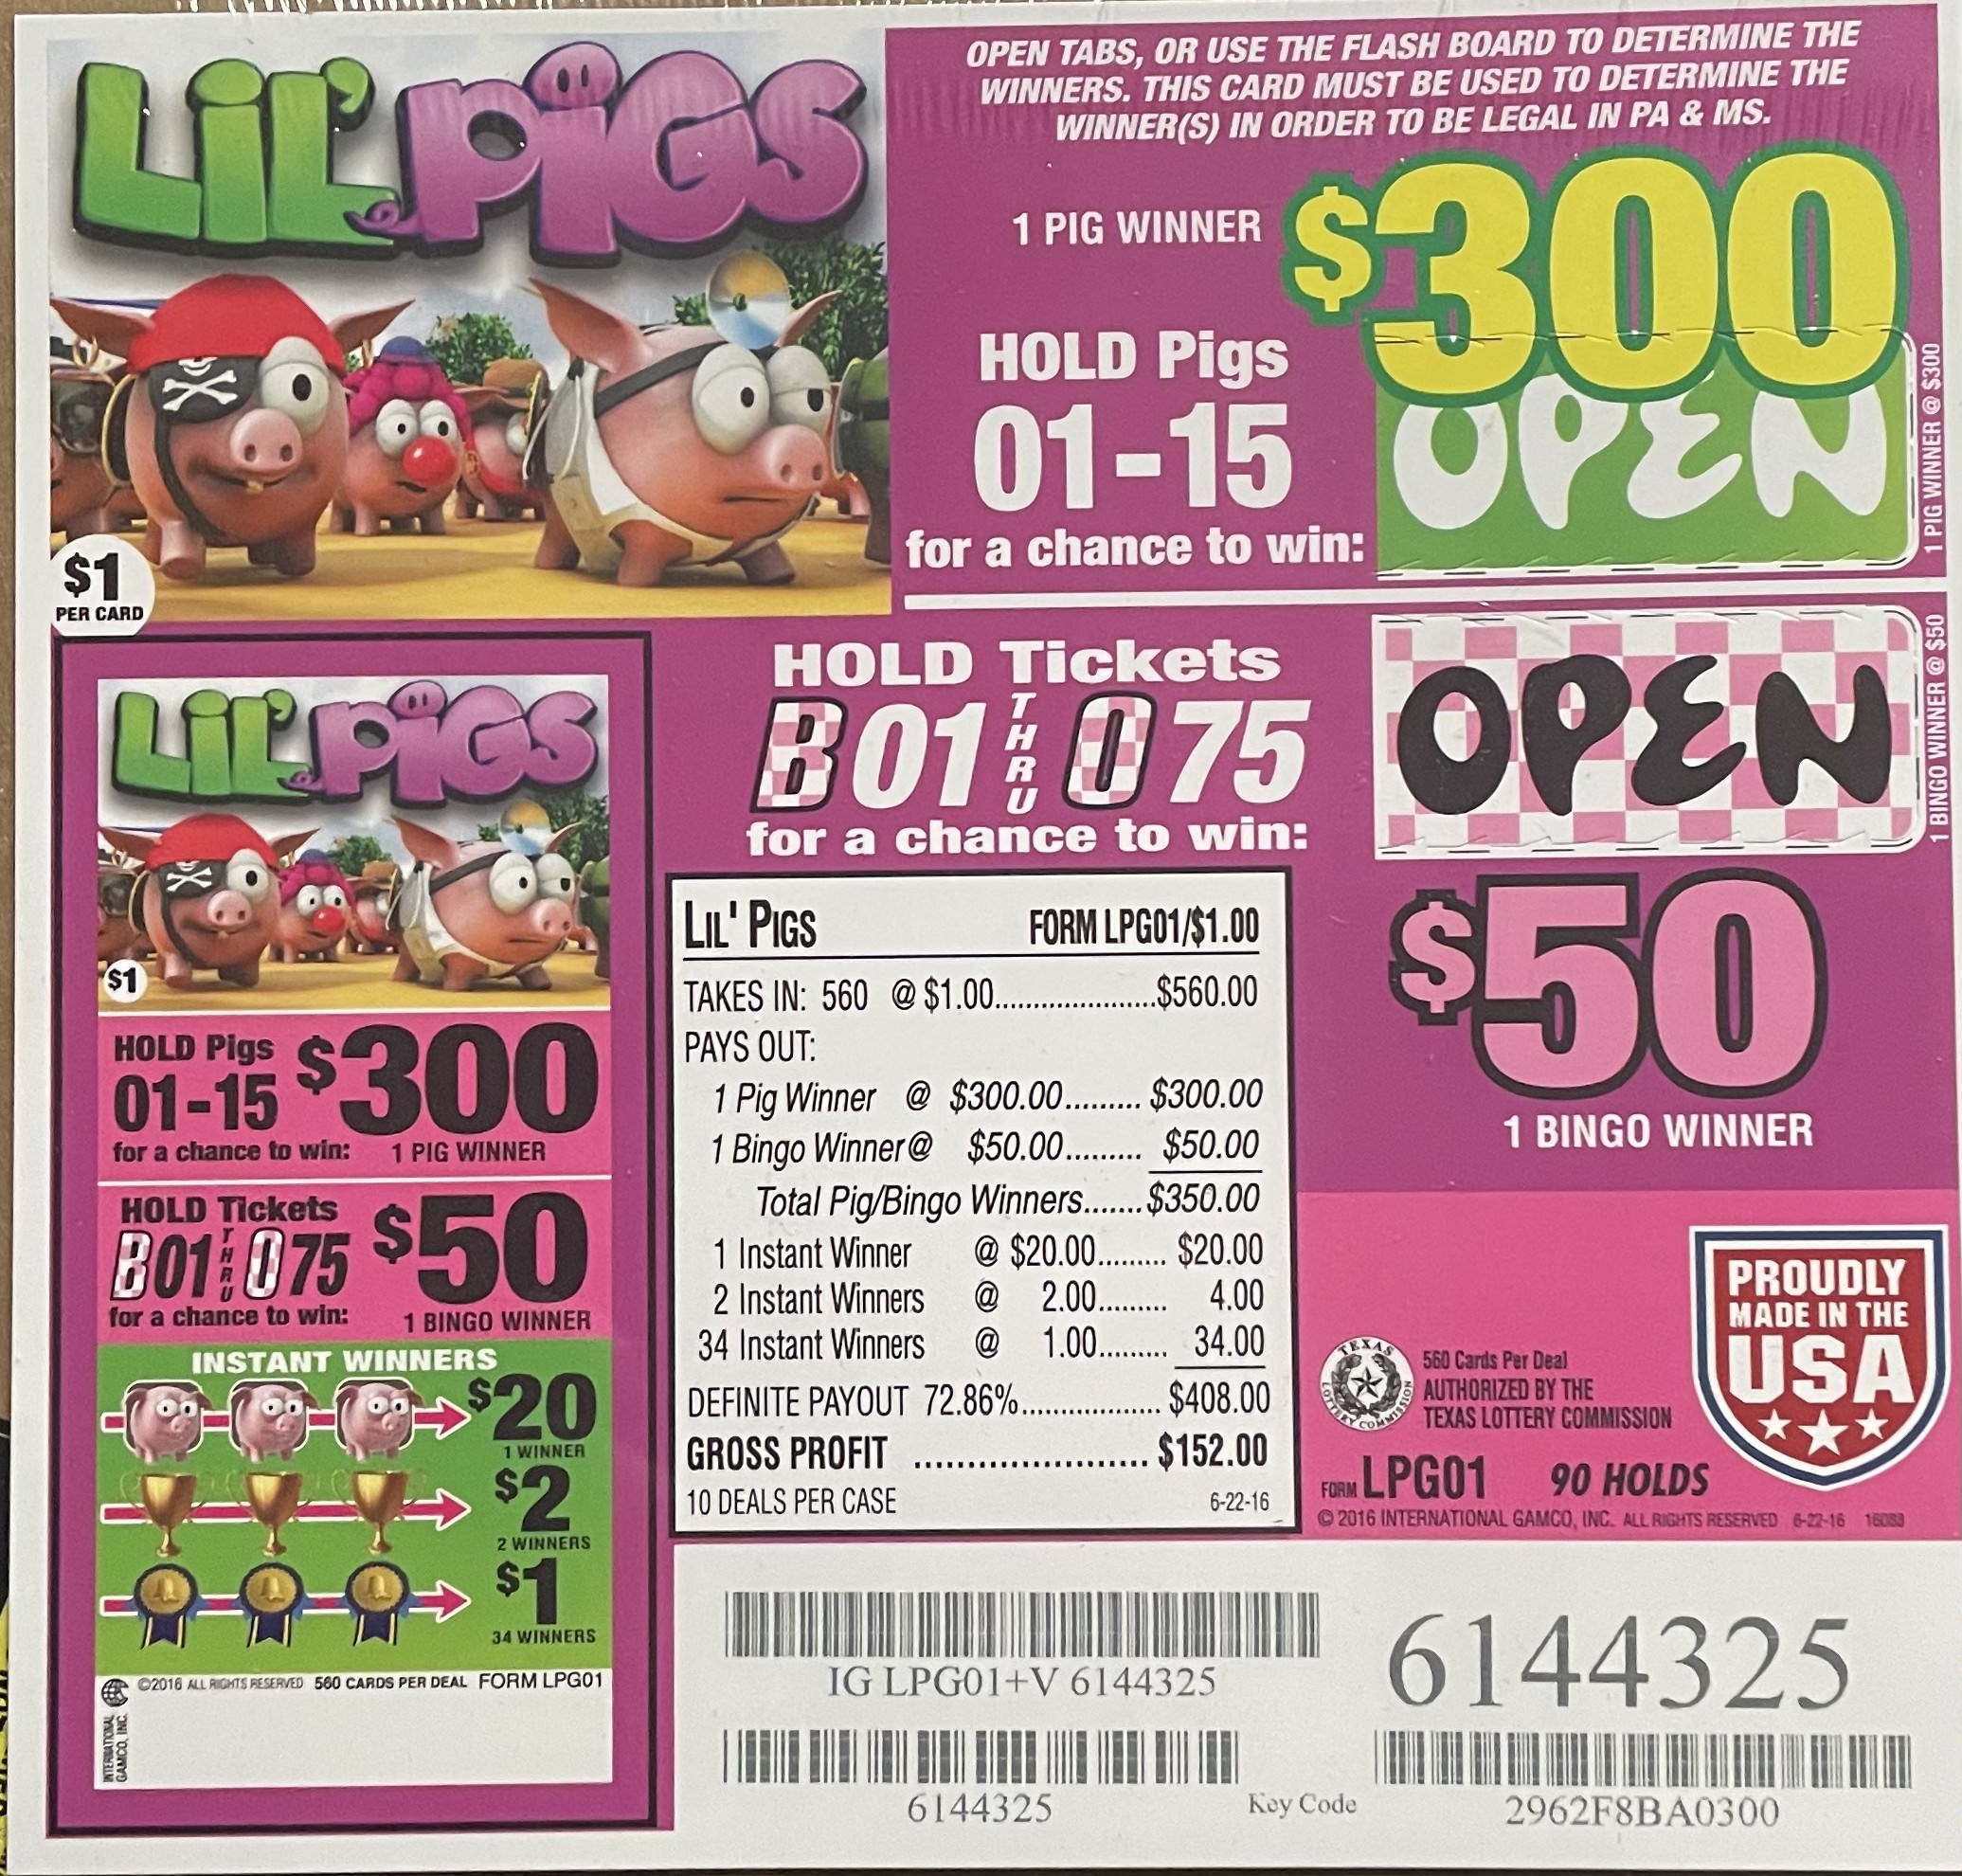 LiL' PiGS
$1
PER CARD
OPEN TABS, OR USE THE FLASH BOARD TO DETERMINE THE
WINNERS. THIS CARD MUST BE USED TO DETERMINE THE
WINNER(S) IN ORDER TO BE LEGAL IN PA & MS.
1 PIG WINNER
$300
HOLD Pigs
01-15
for a chance to win:
OPEN
1 PIG WINNER @ $300
HOLD Tickets
B01 THRU O75
for a chance to win:
OPEN
1 BINGO WINNER @ $50
$50
1 BINGO WINNER
LiL' PiGS
$1
HOLD Pigs
01-15
for a chance to win:
$300
1 PIG WINNER
HOLD Tickets
B01 THRU O75
for a chance to win:
$50
1 BINGO WINNER
INSTANT WINNERS
$20
1 WINNER
$2
2 WINNERS
$1
34 WINNERS
©2016 ALL RIGHTS RESERVED 560 CARDS PER DEAL FORM LPG01
INTERNATIONAL
GAMCO, INC.
LIL' PIGS FORM LPG01/$1.00
TAKES IN: 560 @ $1.00......................$560.00
PAYS OUT:
1 Pig Winner @ $300.00......... $300.00
1 Bingo Winner@ $50.00......... $50.00
Total Pig/Bingo Winners.......$350.00
1 Instant Winner @ $20.00......... $20.00
2 Instant Winners @ 2.00......... 4.00
34 Instant Winners @ 1.00......... 34.00
DEFINITE PAYOUT 72.86%.................. $408.00
GROSS PROFIT ....................... $152.00
10 DEALS PER CASE 6-22-16
PROUDLY
MADE IN THE
USA
TEXAS LOTTERY COMMISSION
560 Cards Per Deal
AUTHORIZED BY THE
TEXAS LOTTERY COMMISSION
FORM LPG01 90 HOLDS
© 2016 INTERNATIONAL GAMCO, INC. ALL RIGHTS RESERVED 6-22-16 16088
IG LPG01+V 6144325
6144325
6144325
Key Code
2962F8BA0300